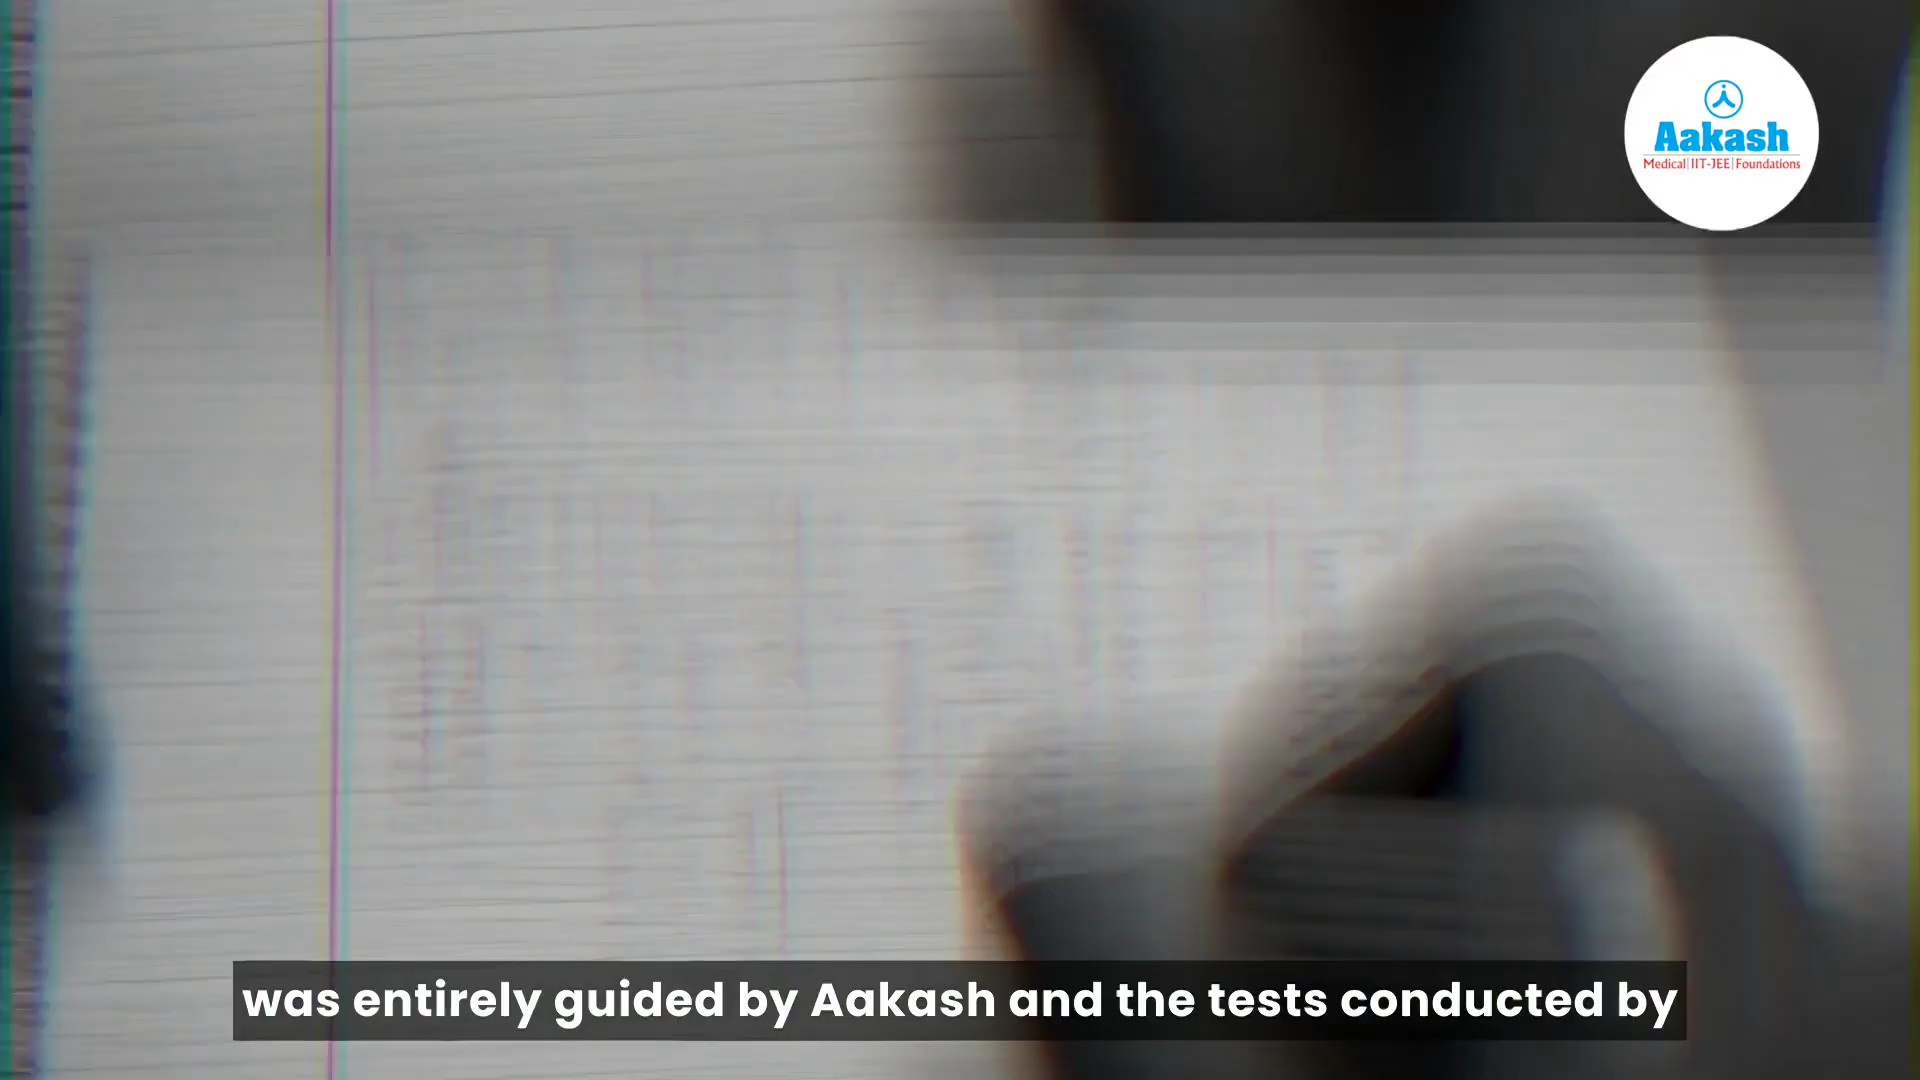 Aakash
Medical|IIT-JEE|Foundations
was entirely guided by Aakash and the tests conducted by